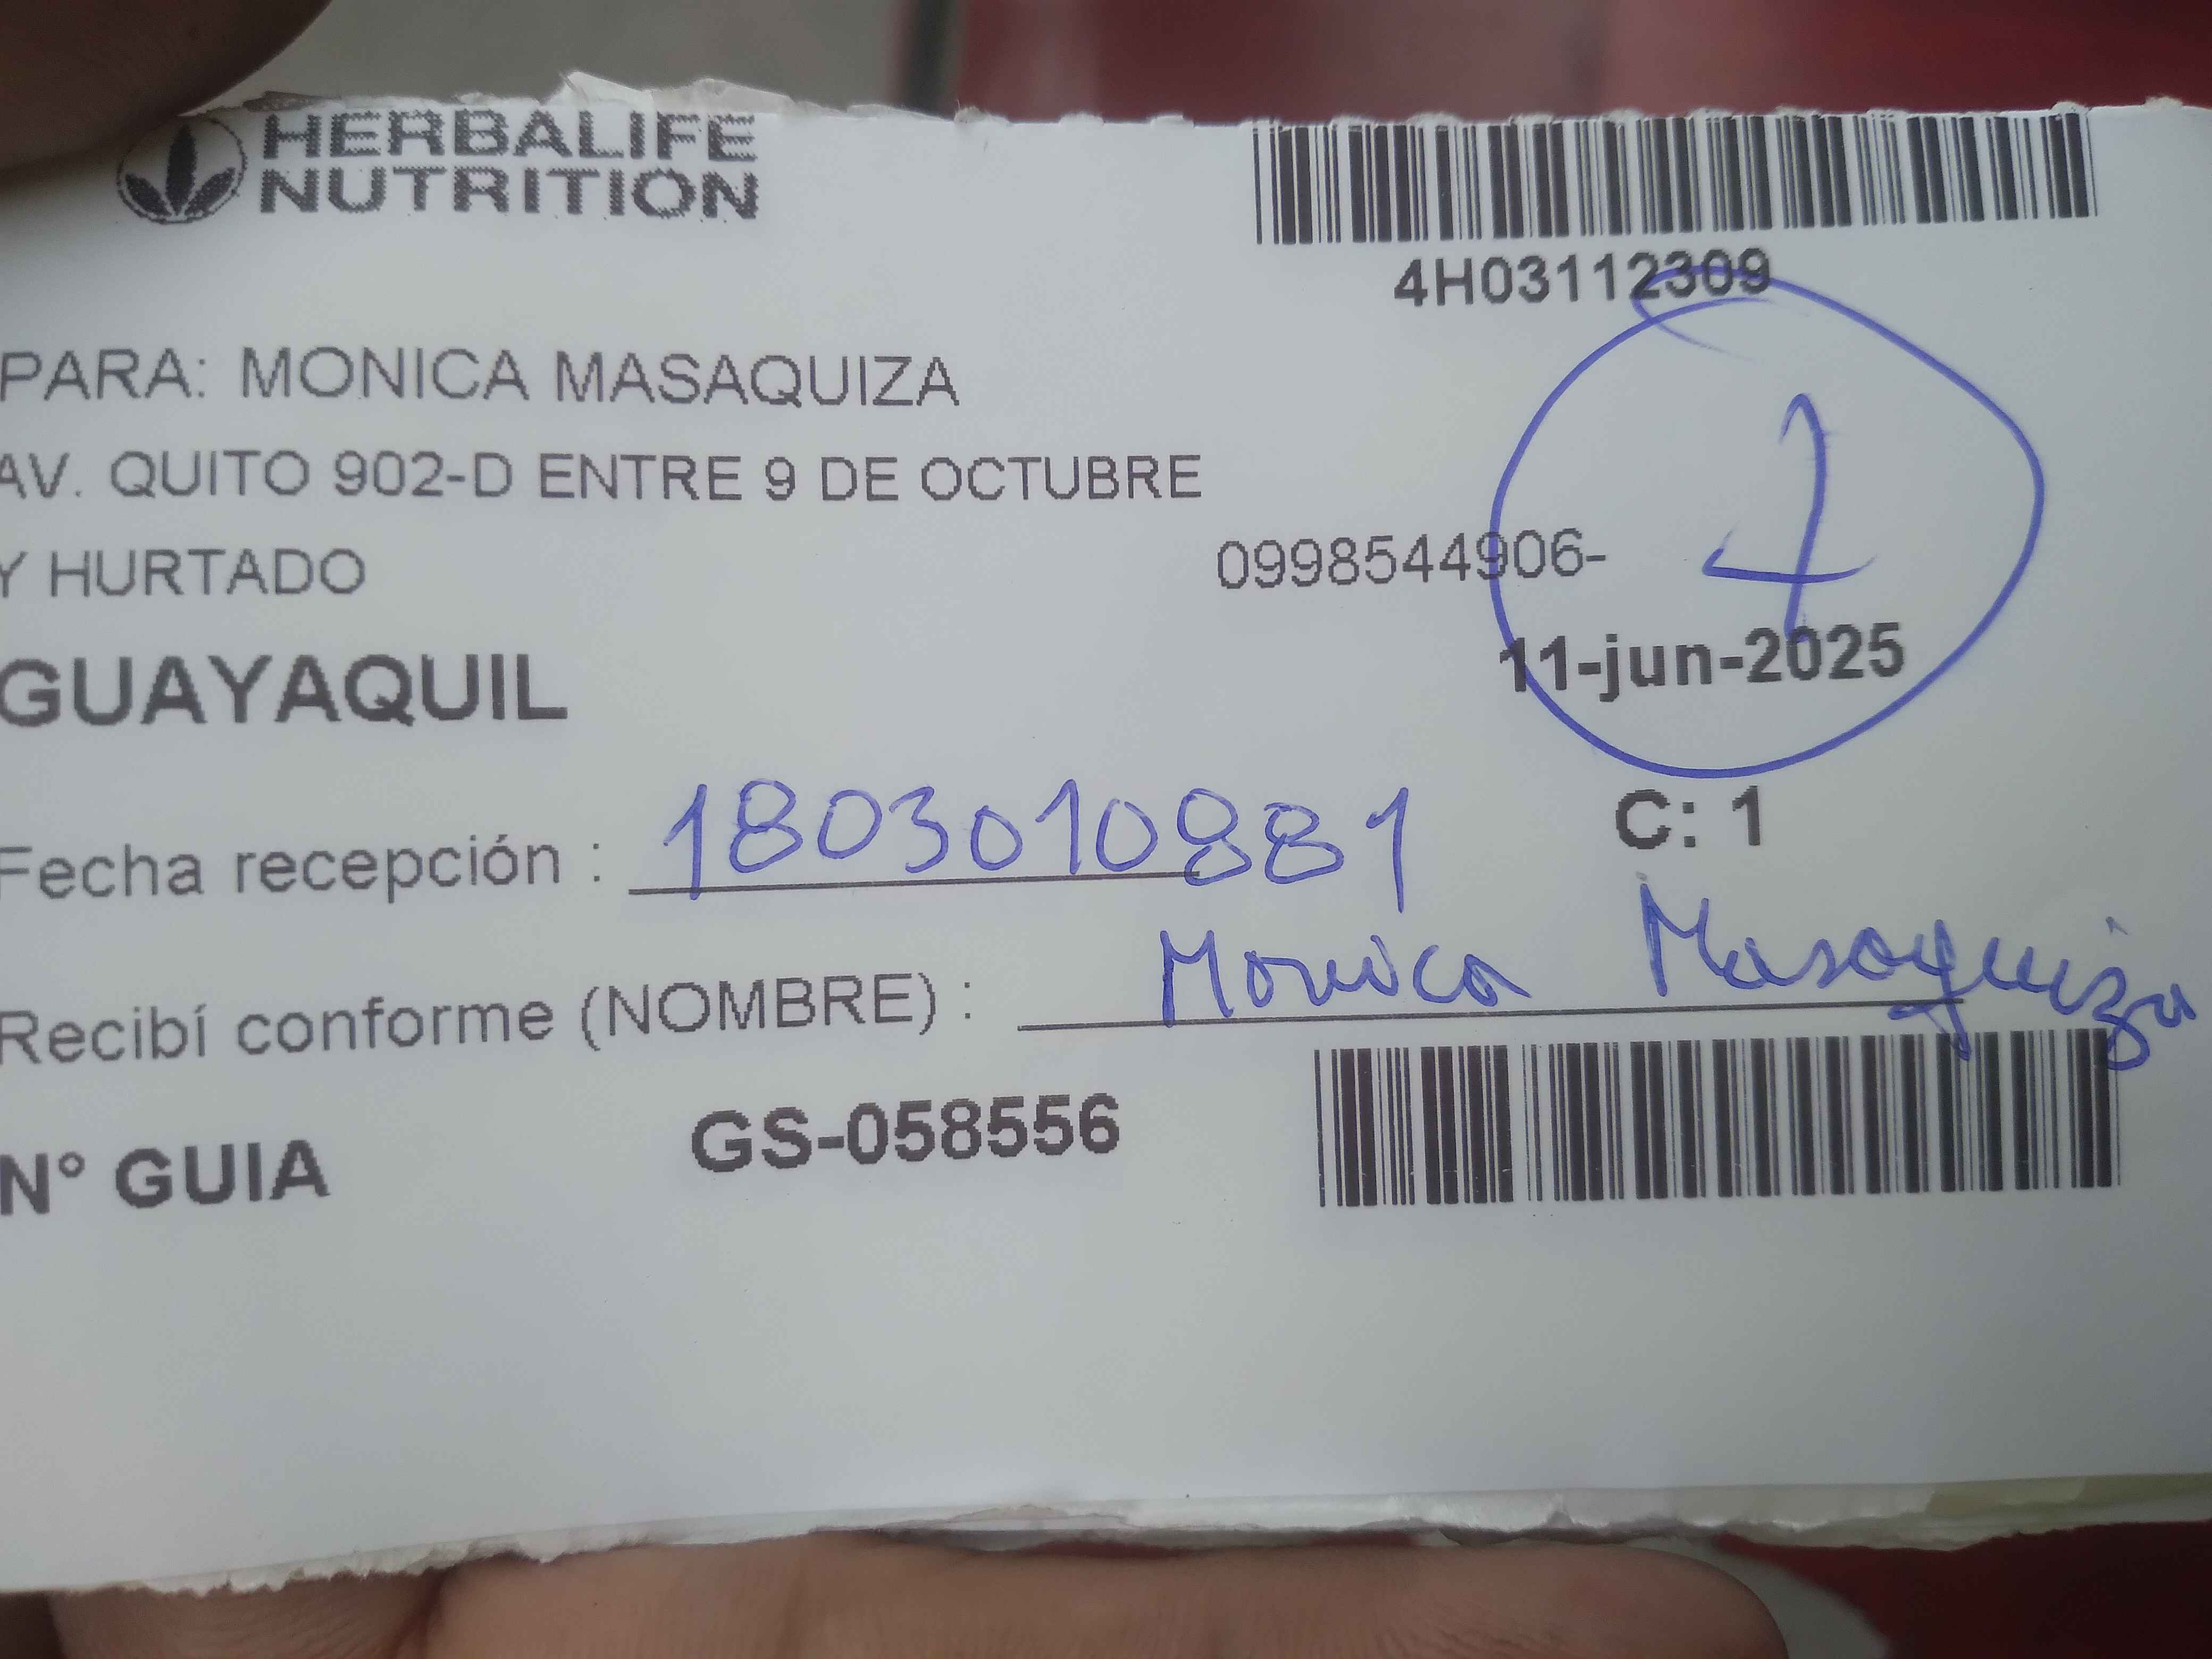 HERBALIFE
NUTRITION
4H03112309
PARA: MONICA MASAQUIZA
AV. QUITO 902-D ENTRE 9 DE OCTUBRE
Y HURTADO
0998544906-
1
GUAYAQUIL
11-jun-2025
C: 1
Fecha recepción : 1803010881
Recibí conforme (NOMBRE) : Monica Masaquiza
N° GUIA GS-058556